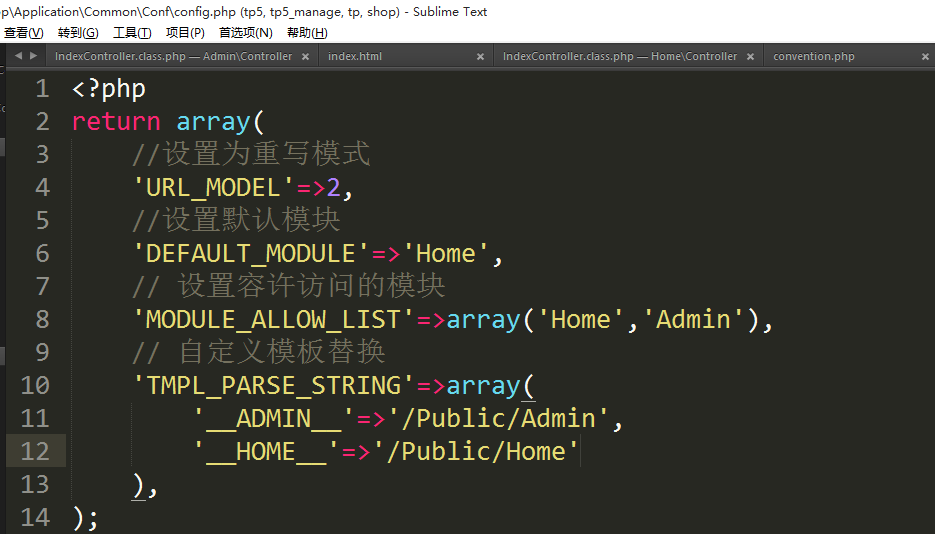 p\Application\Common\Conf\config.php (tp5, tp5_manage, tp, shop) - Sublime Text
查看(V) 转到(G) 工具(T) 项目(P) 首选项(N) 帮助(H)
IndexController.class.php — Admin\Controller × index.html × IndexController.class.php — Home\Controller × convention.php ×
1 <?php
2 return array(
3 //设置为重写模式
4 'URL_MODEL'=>2,
5 //设置默认模块
6 'DEFAULT_MODULE'=>'Home',
7 // 设置容许访问的模块
8 'MODULE_ALLOW_LIST'=>array('Home','Admin'),
9 // 自定义模板替换
10 'TMPL_PARSE_STRING'=>array(
11 '__ADMIN__'=>'/Public/Admin',
12 '__HOME__'=>'/Public/Home'
13 ),
14 );